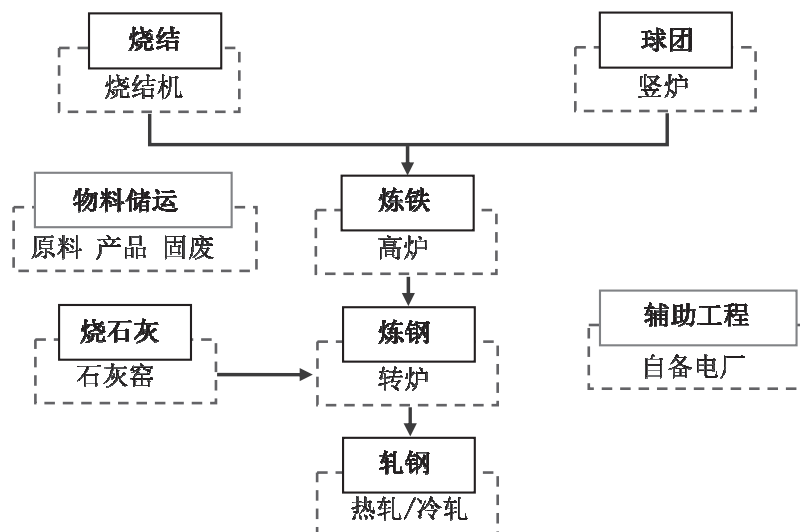 烧结
烧结机
球团
竖炉
物料储运
原料 产品 固废
炼铁
高炉
烧石灰
石灰窑
炼钢
转炉
辅助工程
自备电厂
轧钢
热轧/冷轧